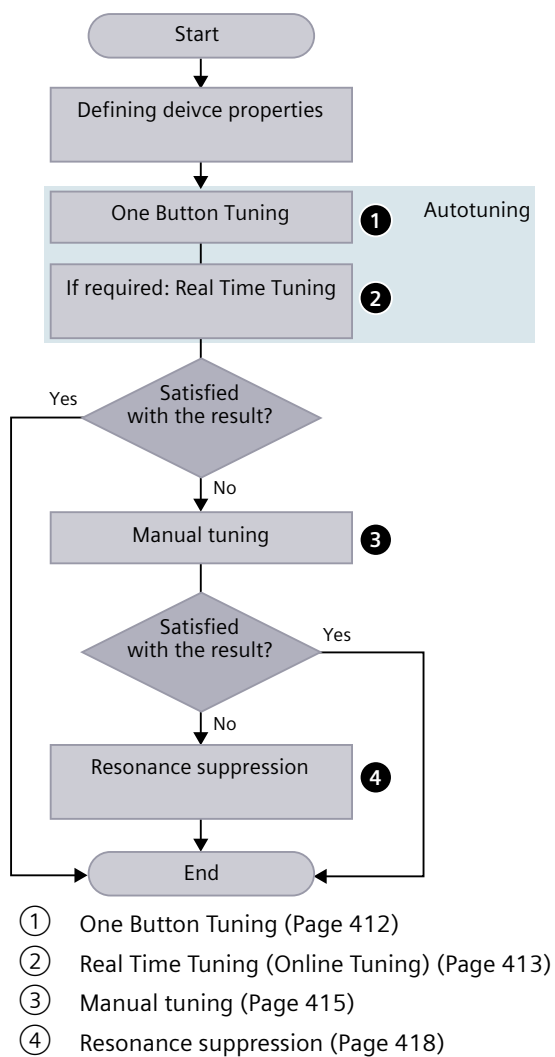 Start
Defining deivce properties
One Button Tuning
1
Autotuning
If required: Real Time Tuning
2
Yes
Satisfied
with the result?
No
Manual tuning
3
Satisfied
with the result?
Yes
No
Resonance suppression
4
End
1 One Button Tuning (Page 412)
2 Real Time Tuning (Online Tuning) (Page 413)
3 Manual tuning (Page 415)
4 Resonance suppression (Page 418)